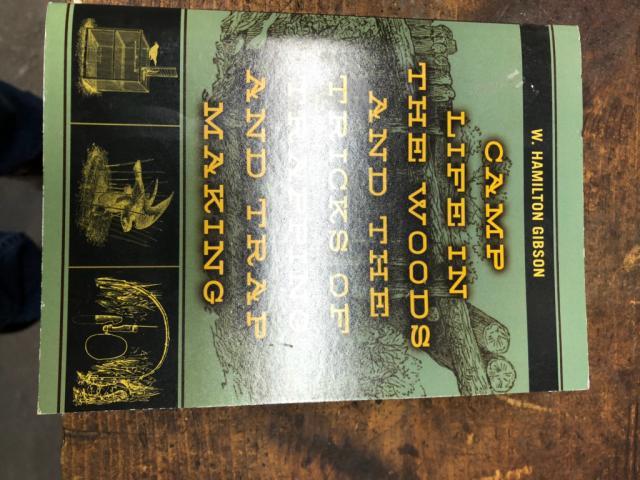 W. HAMILTON GIBSON
CAMP
LIFE IN
THE WOODS
AND THE
TRICKS OF
TRAPPING
AND TRAP
MAKING